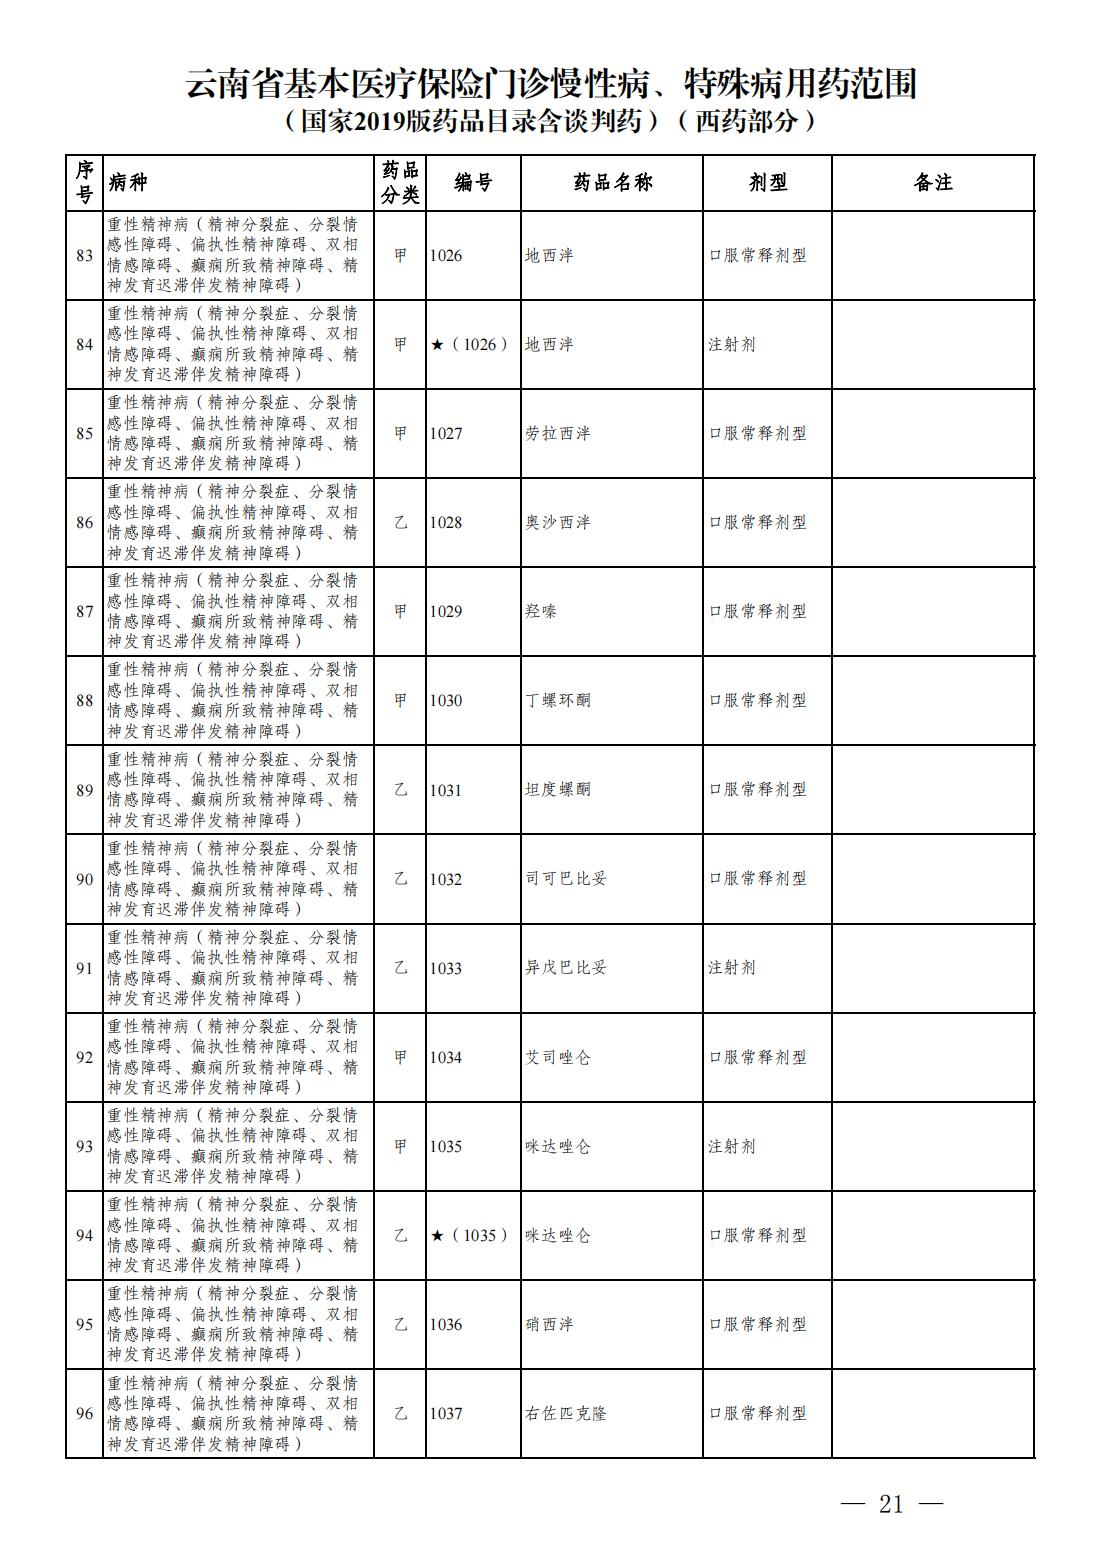 云南省基本医疗保险门诊慢性病、特殊病用药范围
（国家2019版药品目录含谈判药）（西药部分）
序号 病种 药品分类 编号 药品名称 剂型 备注
83 重性精神病（精神分裂症、分裂情
感性障碍、偏执性精神障碍、双相
情感障碍、癫痫所致精神障碍、精
神发育迟滞伴发精神障碍） 甲 1026 地西泮 口服常释剂型
84 重性精神病（精神分裂症、分裂情
感性障碍、偏执性精神障碍、双相
情感障碍、癫痫所致精神障碍、精
神发育迟滞伴发精神障碍） 甲 ★（1026） 地西泮 注射剂
85 重性精神病（精神分裂症、分裂情
感性障碍、偏执性精神障碍、双相
情感障碍、癫痫所致精神障碍、精
神发育迟滞伴发精神障碍） 甲 1027 劳拉西泮 口服常释剂型
86 重性精神病（精神分裂症、分裂情
感性障碍、偏执性精神障碍、双相
情感障碍、癫痫所致精神障碍、精
神发育迟滞伴发精神障碍） 乙 1028 奥沙西泮 口服常释剂型
87 重性精神病（精神分裂症、分裂情
感性障碍、偏执性精神障碍、双相
情感障碍、癫痫所致精神障碍、精
神发育迟滞伴发精神障碍） 甲 1029 羟嗪 口服常释剂型
88 重性精神病（精神分裂症、分裂情
感性障碍、偏执性精神障碍、双相
情感障碍、癫痫所致精神障碍、精
神发育迟滞伴发精神障碍） 甲 1030 丁螺环酮 口服常释剂型
89 重性精神病（精神分裂症、分裂情
感性障碍、偏执性精神障碍、双相
情感障碍、癫痫所致精神障碍、精
神发育迟滞伴发精神障碍） 乙 1031 坦度螺酮 口服常释剂型
90 重性精神病（精神分裂症、分裂情
感性障碍、偏执性精神障碍、双相
情感障碍、癫痫所致精神障碍、精
神发育迟滞伴发精神障碍） 乙 1032 司可巴比妥 口服常释剂型
91 重性精神病（精神分裂症、分裂情
感性障碍、偏执性精神障碍、双相
情感障碍、癫痫所致精神障碍、精
神发育迟滞伴发精神障碍） 乙 1033 异戊巴比妥 注射剂
92 重性精神病（精神分裂症、分裂情
感性障碍、偏执性精神障碍、双相
情感障碍、癫痫所致精神障碍、精
神发育迟滞伴发精神障碍） 甲 1034 艾司唑仑 口服常释剂型
93 重性精神病（精神分裂症、分裂情
感性障碍、偏执性精神障碍、双相
情感障碍、癫痫所致精神障碍、精
神发育迟滞伴发精神障碍） 甲 1035 咪达唑仑 注射剂
94 重性精神病（精神分裂症、分裂情
感性障碍、偏执性精神障碍、双相
情感障碍、癫痫所致精神障碍、精
神发育迟滞伴发精神障碍） 乙 ★（1035） 咪达唑仑 口服常释剂型
95 重性精神病（精神分裂症、分裂情
感性障碍、偏执性精神障碍、双相
情感障碍、癫痫所致精神障碍、精
神发育迟滞伴发精神障碍） 乙 1036 硝西泮 口服常释剂型
96 重性精神病（精神分裂症、分裂情
感性障碍、偏执性精神障碍、双相
情感障碍、癫痫所致精神障碍、精
神发育迟滞伴发精神障碍） 乙 1037 右佐匹克隆 口服常释剂型
— 21 —